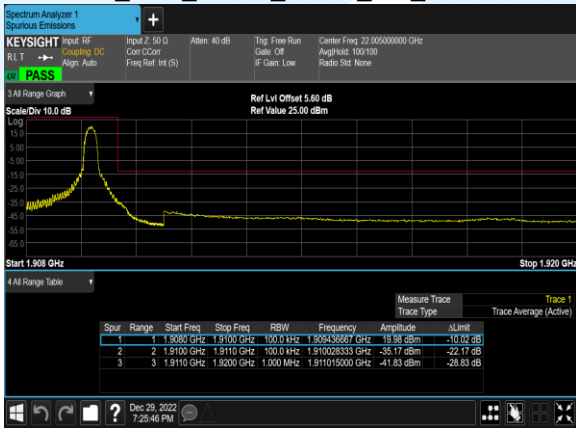 Spectrum Analyzer 1
Spurious Emissions
KEYSIGHT Input: RF Input Z: 50 Ω Atten: 40 dB Trig: Free Run Center Freq: 22.005000000 GHz
Coupling: DC Corr CCorr Gate: Off Avg|Hold: 100/100
RLT Align: Auto Freq Ref: Int (S) IF Gain: Low Radio Std: None
PASS
3 All Range Graph
Ref Lvl Offset 5.60 dB
Scale/Div 10.0 dB Ref Value 25.00 dBm
Log
15.0
5.00
-5.00
-15.0
-25.0
-35.0
-45.0
-55.0
-65.0
Start 1.908 GHz Stop 1.920 GHz
4 All Range Table
Measure Trace Trace 1
Trace Type Trace Average (Active)
Spur Range Start Freq Stop Freq RBW Frequency Amplitude ΔLimit
1 1 1.9080 GHz 1.9100 GHz 100.0 kHz 1.909436667 GHz 19.98 dBm -10.02 dB
2 2 1.9100 GHz 1.9110 GHz 100.0 kHz 1.910028333 GHz -35.17 dBm -22.17 dB
3 3 1.9110 GHz 1.9200 GHz 1.000 MHz 1.911015000 GHz -41.83 dBm -28.83 dB
Dec 29, 2022
7:25:46 PM